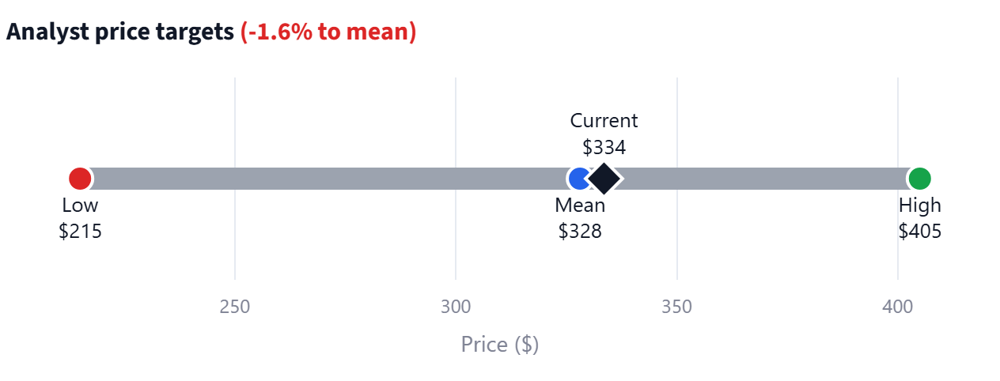 Analyst price targets (-1.6% to mean)
Current
$334
Low
$215
Mean
$328
High
$405
250
300
350
400
Price ($)